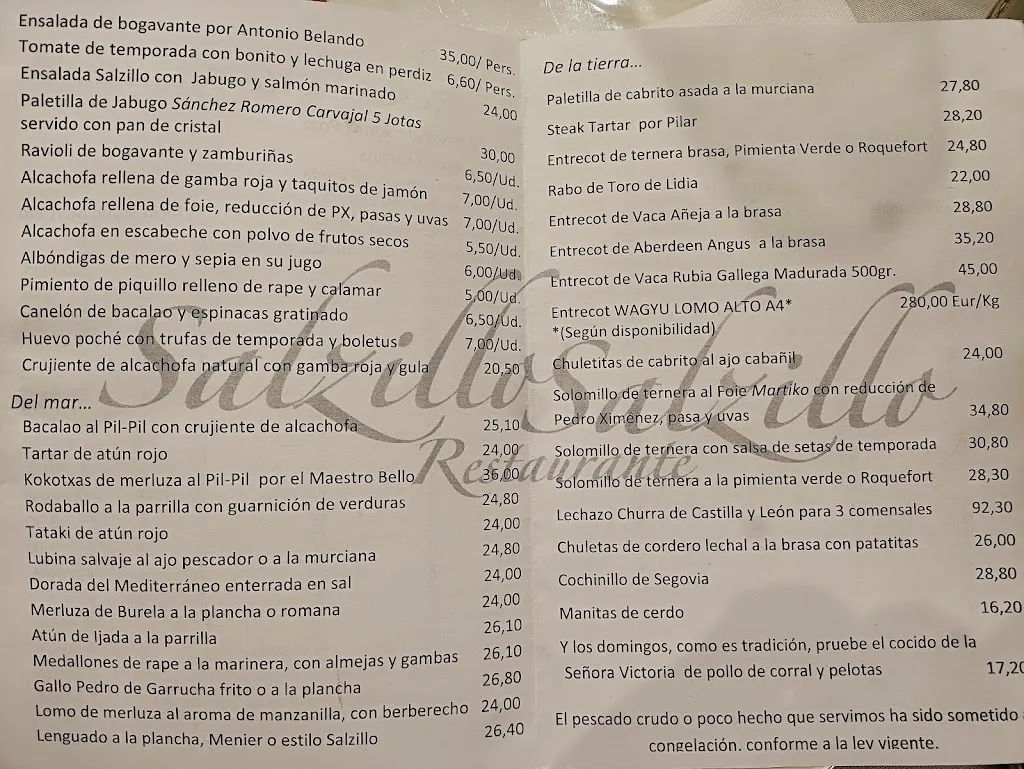 Ensalada de bogavante por Antonio Belando 35,00/ Pers.
Tomate de temporada con bonito y lechuga en perdiz 6,60/ Pers.
Ensalada Salzillo con Jabugo y salmón marinado 24,00
Paletilla de Jabugo Sánchez Romero Carvajal 5 Jotas
servido con pan de cristal 30,00
Ravioli de bogavante y zamburiñas 6,50/Ud.
Alcachofa rellena de gamba roja y taquitos de jamón 7,00/Ud.
Alcachofa rellena de foie, reducción de PX, pasas y uvas 7,00/Ud.
Alcachofa en escabeche con polvo de frutos secos 5,50/Ud.
Albóndigas de mero y sepia en su jugo 6,00/Ud.
Pimiento de piquillo relleno de rape y calamar 5,00/Ud.
Canelón de bacalao y espinacas gratinado 6,50/Ud.
Huevo poché con trufas de temporada y boletus 7,00/Ud.
Crujiente de alcachofa natural con gamba roja y gula 20,50
Del mar...
Bacalao al Pil-Pil con crujiente de alcachofa 25,10
Tartar de atún rojo 24,00
Kokotxas de merluza al Pil-Pil por el Maestro Bello 36,00
Rodaballo a la parrilla con guarnición de verduras 24,80
Tataki de atún rojo 24,00
Lubina salvaje al ajo pescador o a la murciana 24,80
Dorada del Mediterráneo enterrada en sal 24,00
Merluza de Burela a la plancha o romana 24,00
Atún de Ijada a la parrilla 26,10
Medallones de rape a la marinera, con almejas y gambas 26,10
Gallo Pedro de Garrucha frito o a la plancha 26,80
Lomo de merluza al aroma de manzanilla, con berberecho 24,00
Lenguado a la plancha, Menier o estilo Salzillo 26,40
De la tierra...
Paletilla de cabrito asada a la murciana 27,80
Steak Tartar por Pilar 28,20
Entrecot de ternera brasa, Pimienta Verde o Roquefort 24,80
Rabo de Toro de Lidia 22,00
Entrecot de Vaca Añeja a la brasa 28,80
Entrecot de Aberdeen Angus a la brasa 35,20
Entrecot de Vaca Rubia Gallega Madurada 500gr. 45,00
Entrecot WAGYU LOMO ALTO A4* 280,00 Eur/Kg
*(Según disponibilidad)
Chuletitas de cabrito al ajo cabañil 24,00
Solomillo de ternera al Foie Martiko con reducción de
Pedro Ximénez, pasa y uvas 34,80
Solomillo de ternera con salsa de setas de temporada 30,80
Solomillo de ternera a la pimienta verde o Roquefort 28,30
Lechazo Churra de Castilla y León para 3 comensales 92,30
Chuletas de cordero lechal a la brasa con patatitas 26,00
Cochinillo de Segovia 28,80
Manitas de cerdo 16,20
Y los domingos, como es tradición, pruebe el cocido de la
Señora Victoria de pollo de corral y pelotas 17,20
El pescado crudo o poco hecho que servimos ha sido sometido a
congelación, conforme a la ley vigente.
Salzillo Salzillo
Restaurante